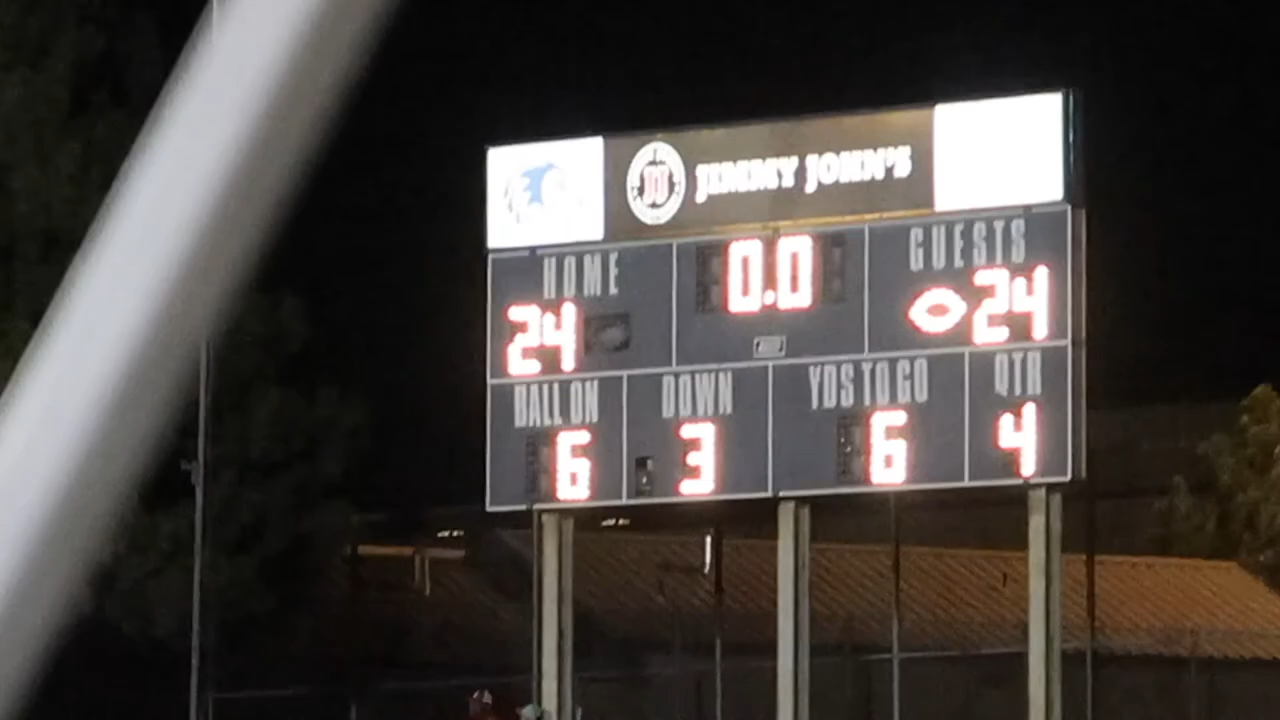 JJ JIMMY JOHN'S
HOME 0.0 GUESTS
24 24
BALL ON DOWN YDS TO GO QTR
6 3 6 4